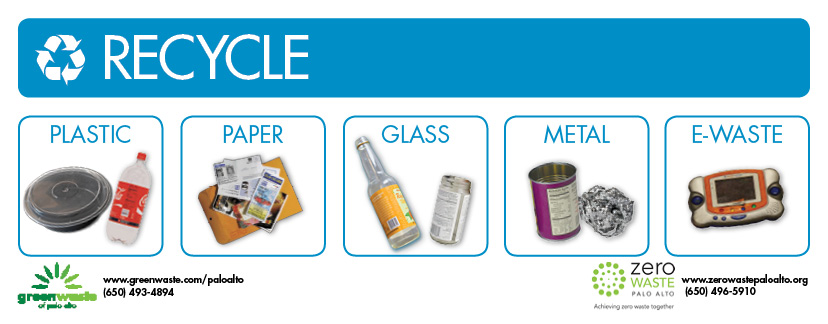 RECYCLE
PLASTIC
PAPER
GLASS
METAL
E-WASTE
greenwaste
of palo alto
www.greenwaste.com/paloalto
(650) 493-4894
zero
WASTE
PALO ALTO
Achieving zero waste together
www.zerowastepaloalto.org
(650) 496-5910